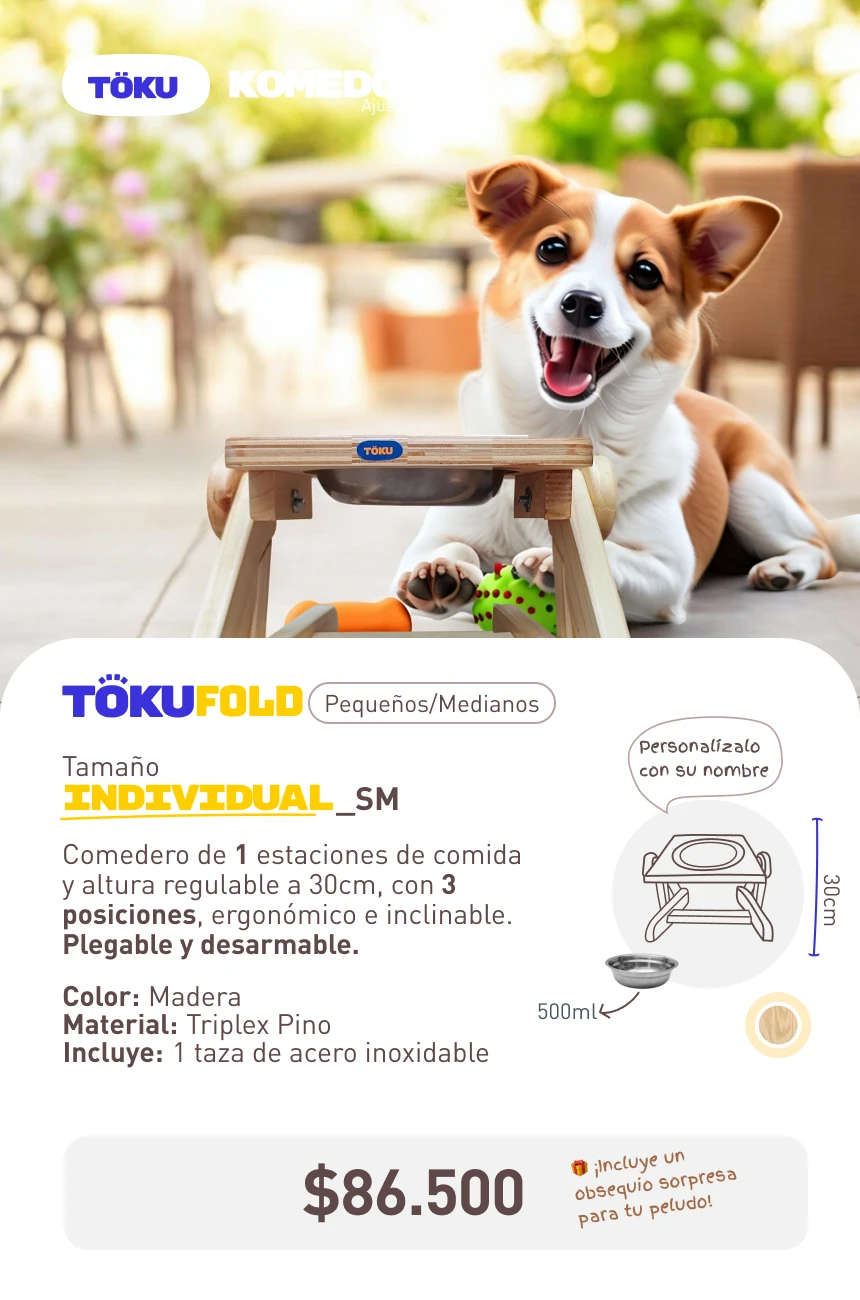 TÖKU
TÖKU
TÖKUFOLD Pequeños/Medianos
Tamaño
INDIVIDUAL_SM
Personalízalo
con su nombre
Comedero de 1 estaciones de comida
y altura regulable a 30cm, con 3
posiciones, ergonómico e inclinable.
Plegable y desarmable.
30cm
Color: Madera
Material: Triplex Pino
Incluye: 1 taza de acero inoxidable
500ml
$86.500
¡Incluye un
obsequio sorpresa
para tu peludo!